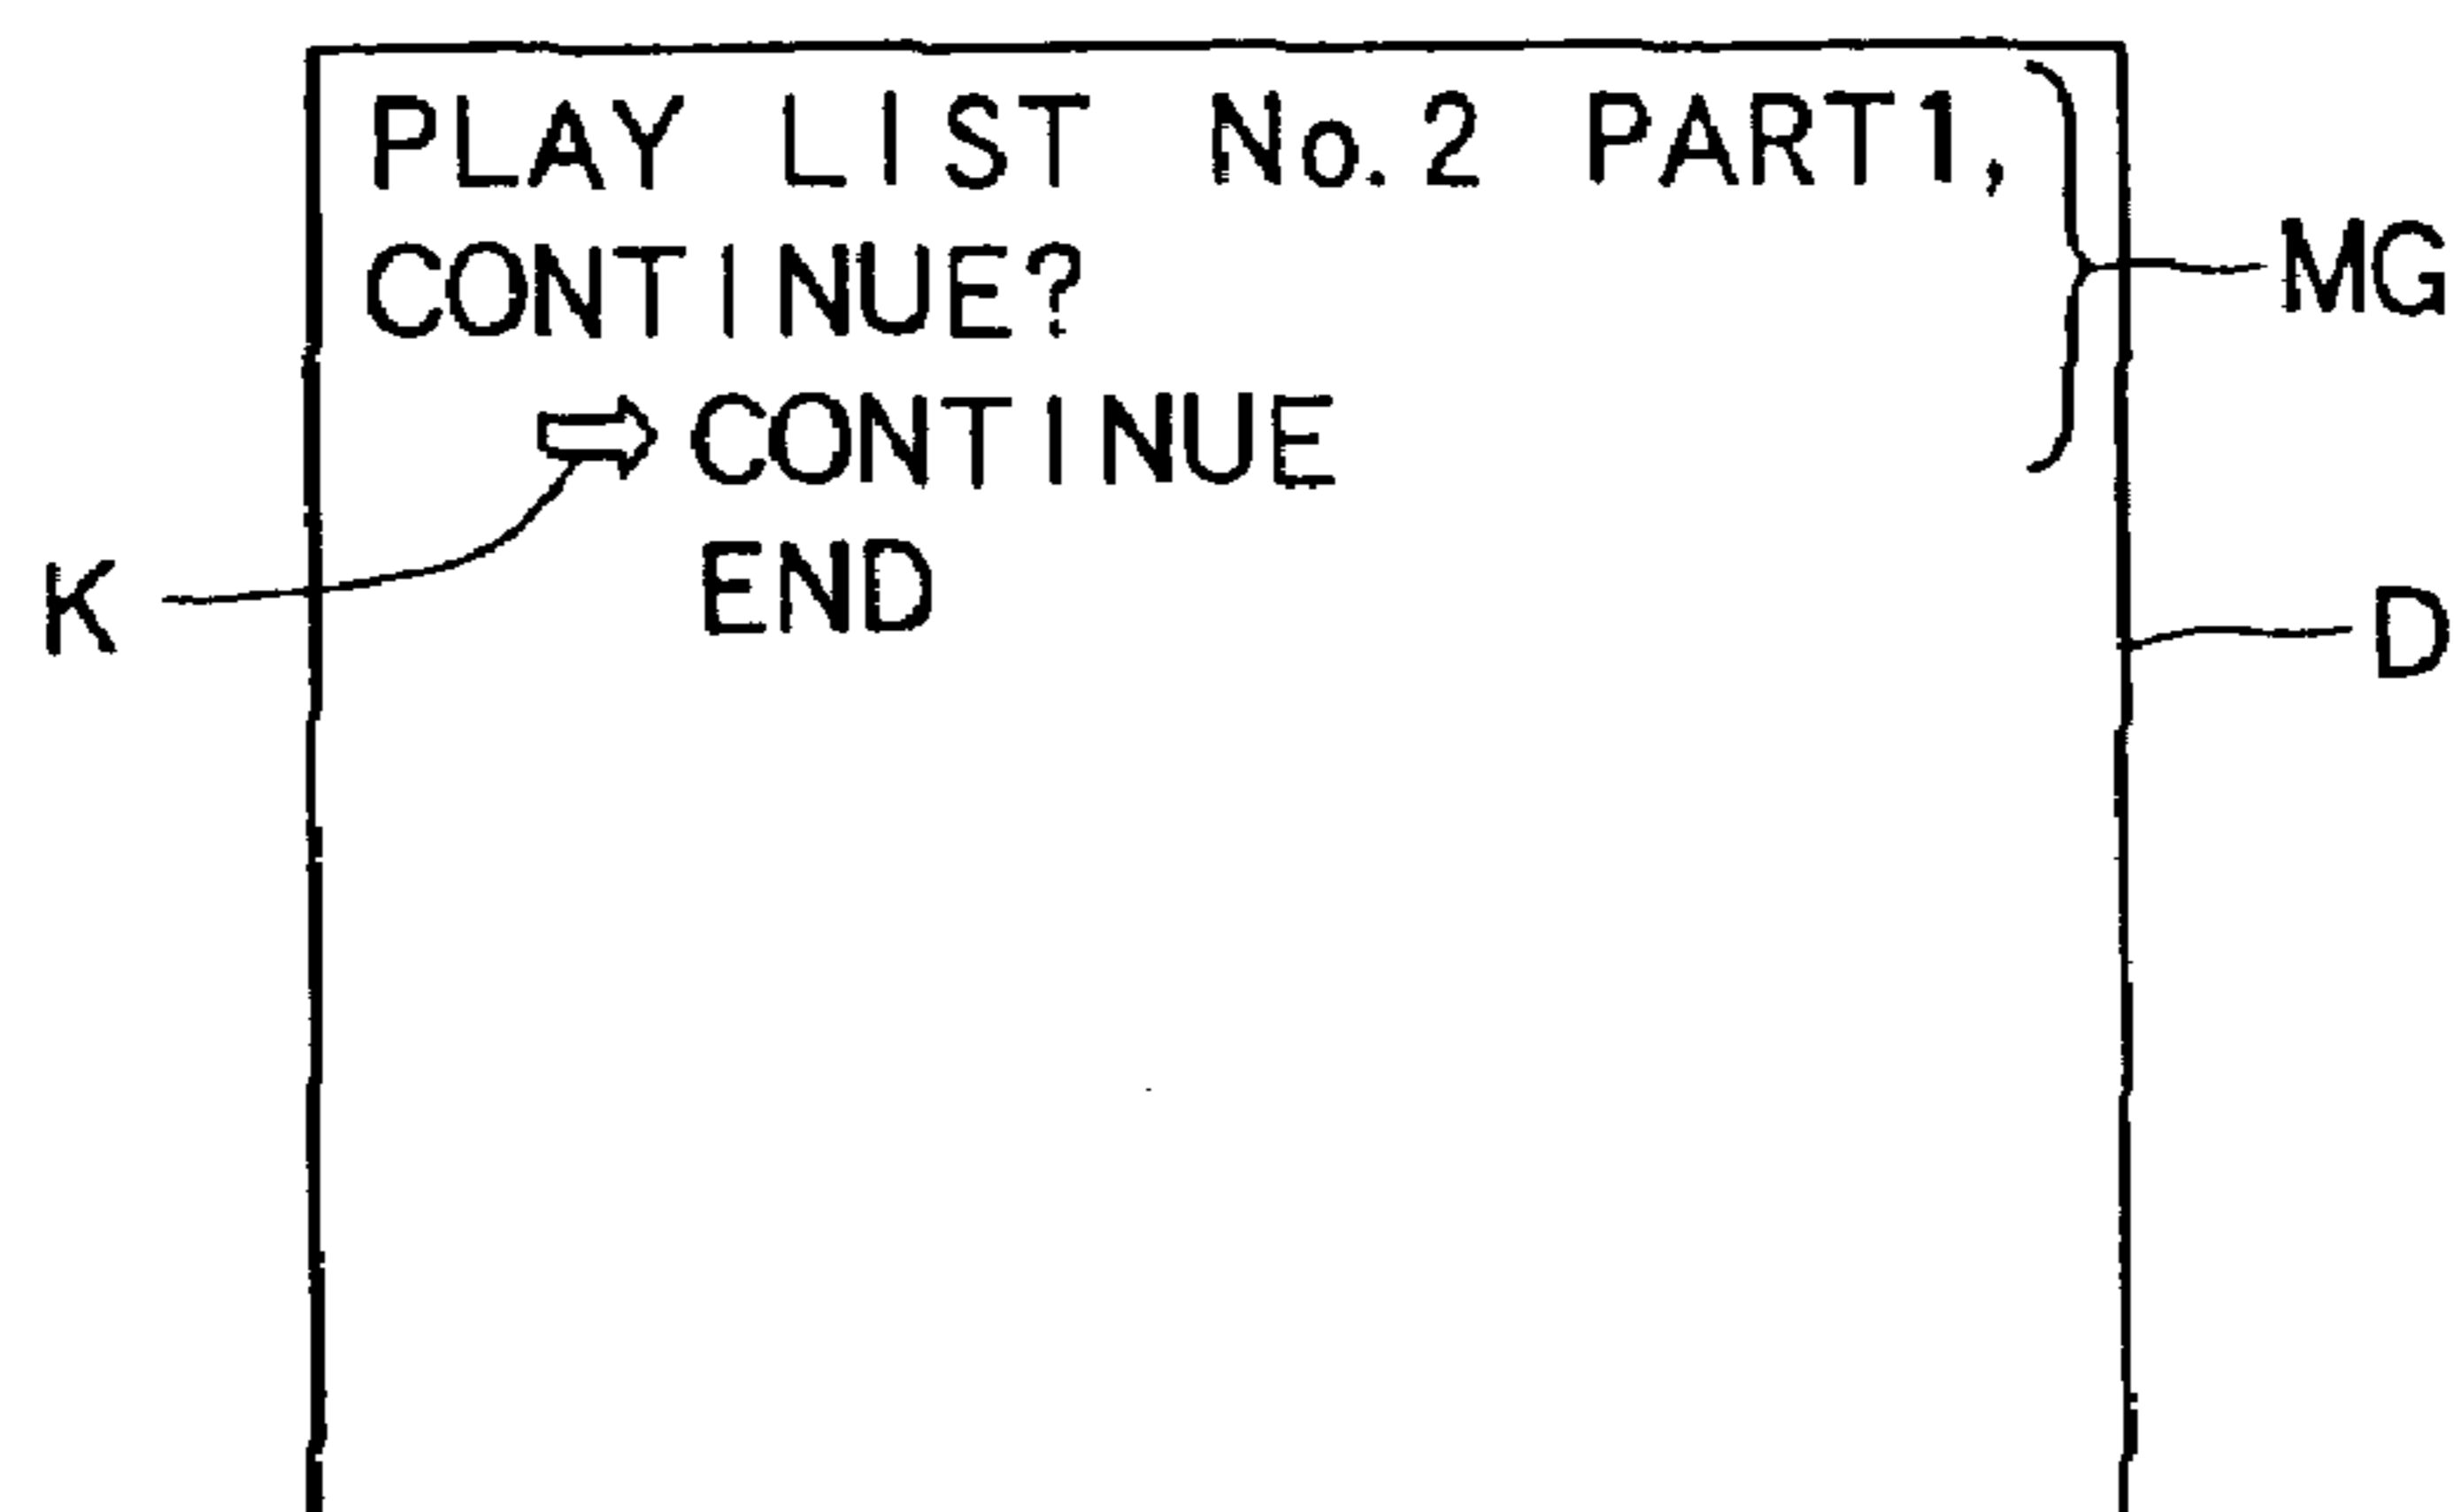 PLAY LIST No.2 PART1,
CONTINUE?
MG
⇨CONTINUE
END
K
D